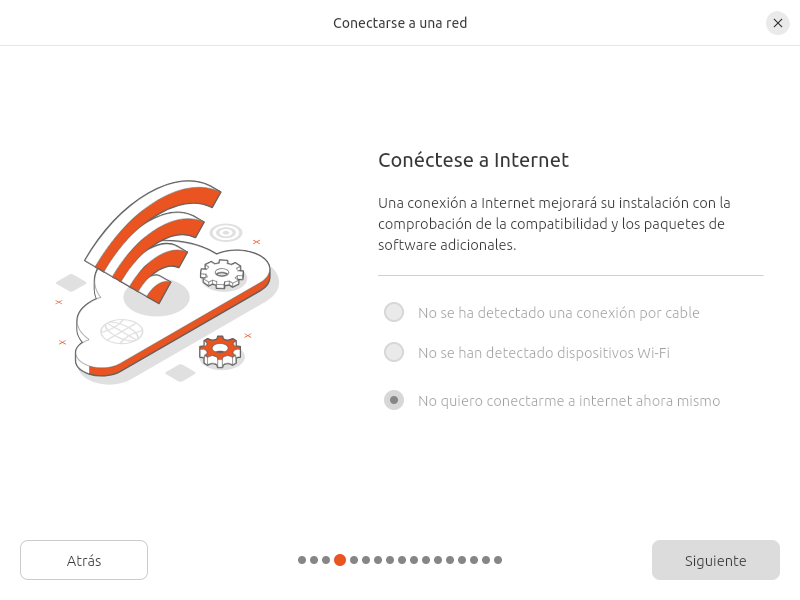 Conectarse a una red
Conéctese a Internet
Una conexión a Internet mejorará su instalación con la
comprobación de la compatibilidad y los paquetes de
software adicionales.
No se ha detectado una conexión por cable
No se han detectado dispositivos Wi-Fi
No quiero conectarme a internet ahora mismo
Atrás
Siguiente